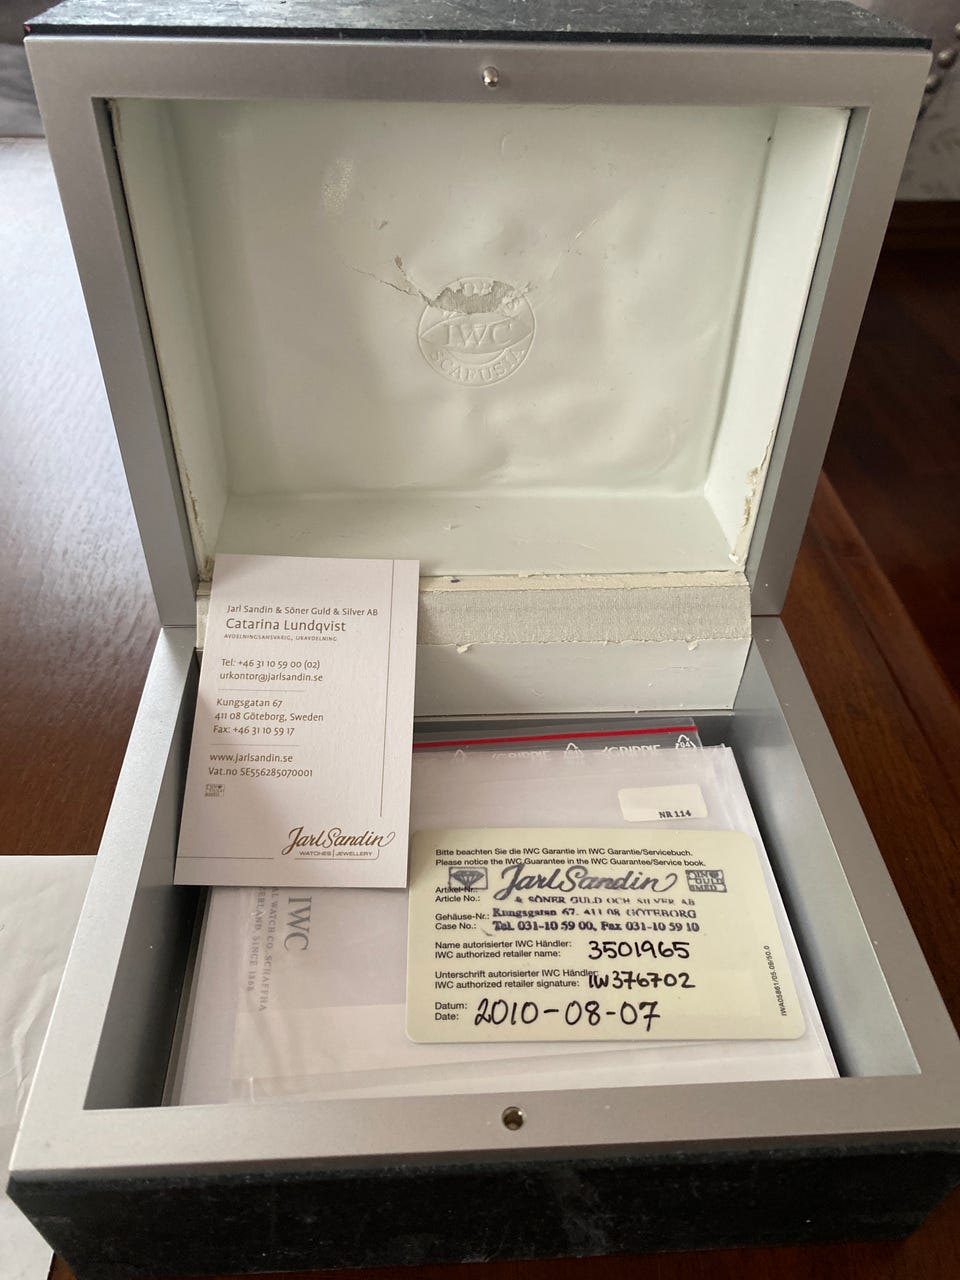 IWC
SCAFUSIA
Jarl Sandin & Söner Guld & Silver AB
Catarina Lundqvist
AVDELNINGSANSVARIG, URAVDELNING
Tel: +46 31 10 59 00 (02)
urkontor@jarlsandin.se
Kungsgatan 67
411 08 Göteborg, Sweden
Fax: +46 31 10 59 17
www.jarlsandin.se
Vat.no SE556285070001
JarlSandin
WATCHES | JEWELLERY
NR 114
IWC
Bitte beachten Sie die IWC Garantie im IWC Garantie/Servicebuch.
Please notice the IWC Guarantee in the IWC Guarantee/Service book.
JarlSandin
GULD
SMED
Artikel-Nr.:
Article No.:
& SÖNER GULD OCH SILVER AB
Gehäuse-Nr.: Kungsgatan 67. 411 08 GÖTEBORG
Case No.: Tel. 031-10 59 00, Fax 031-10 59 10
Name autorisierter IWC Händler:
IWC authorized retailer name: 3501965
Unterschrift autorisierter IWC Händler:
IWC authorized retailer signature: IW376702
Datum:
Date: 2010-08-07